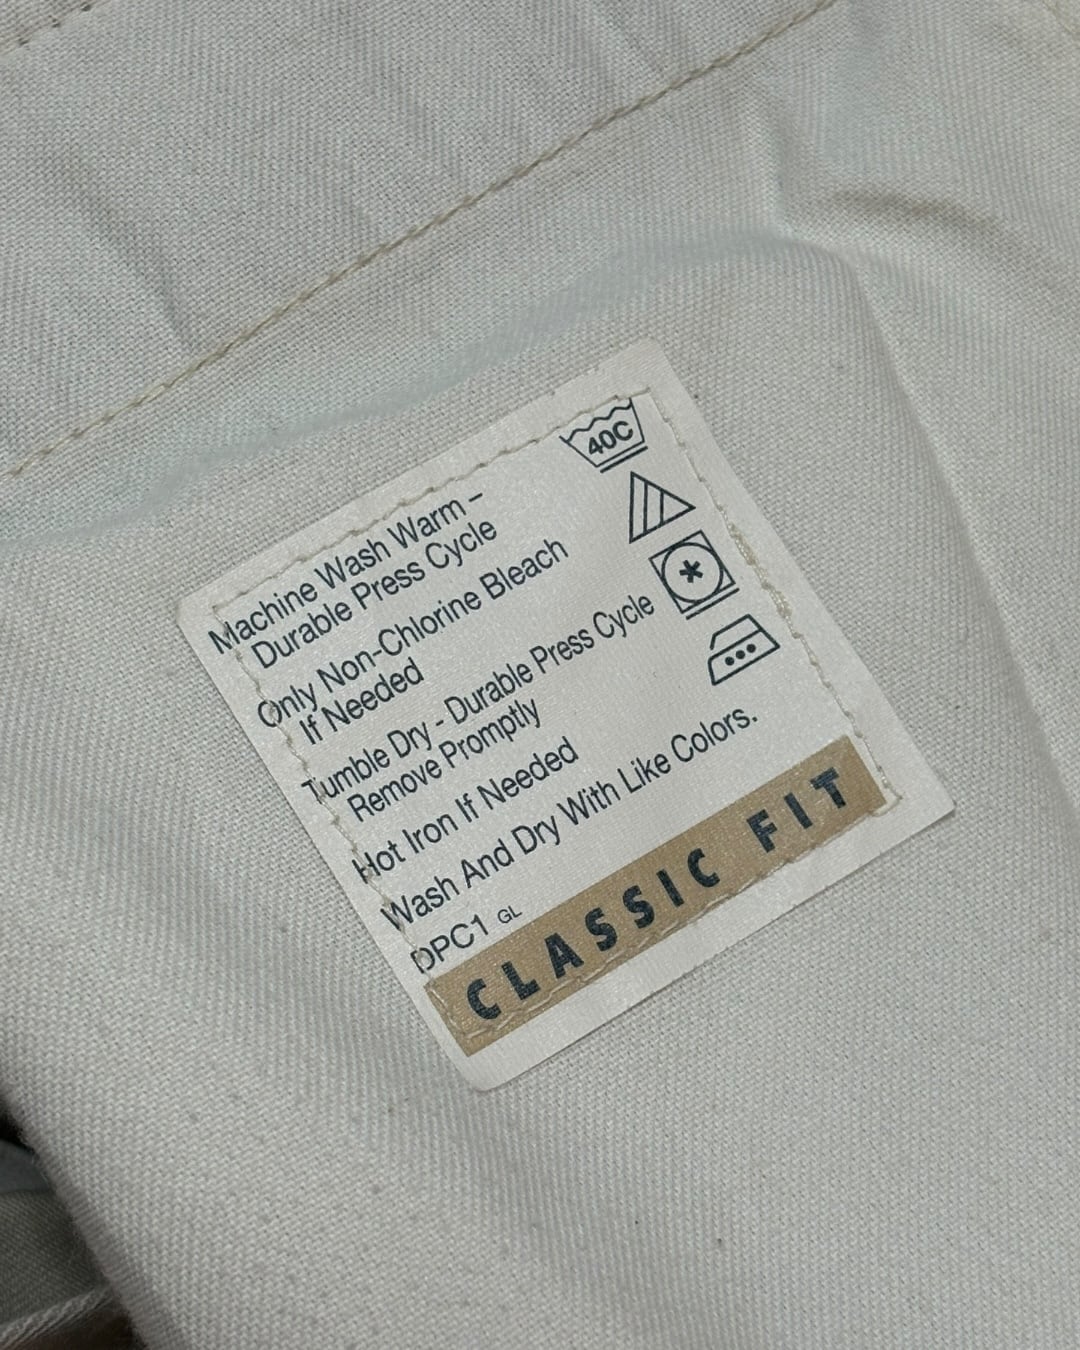 40C
Machine Wash Warm –
Durable Press Cycle
Only Non-Chlorine Bleach
If Needed
Tumble Dry - Durable Press Cycle
Remove Promptly
Hot Iron If Needed
Wash And Dry With Like Colors.
DPC1 GL
CLASSIC FIT